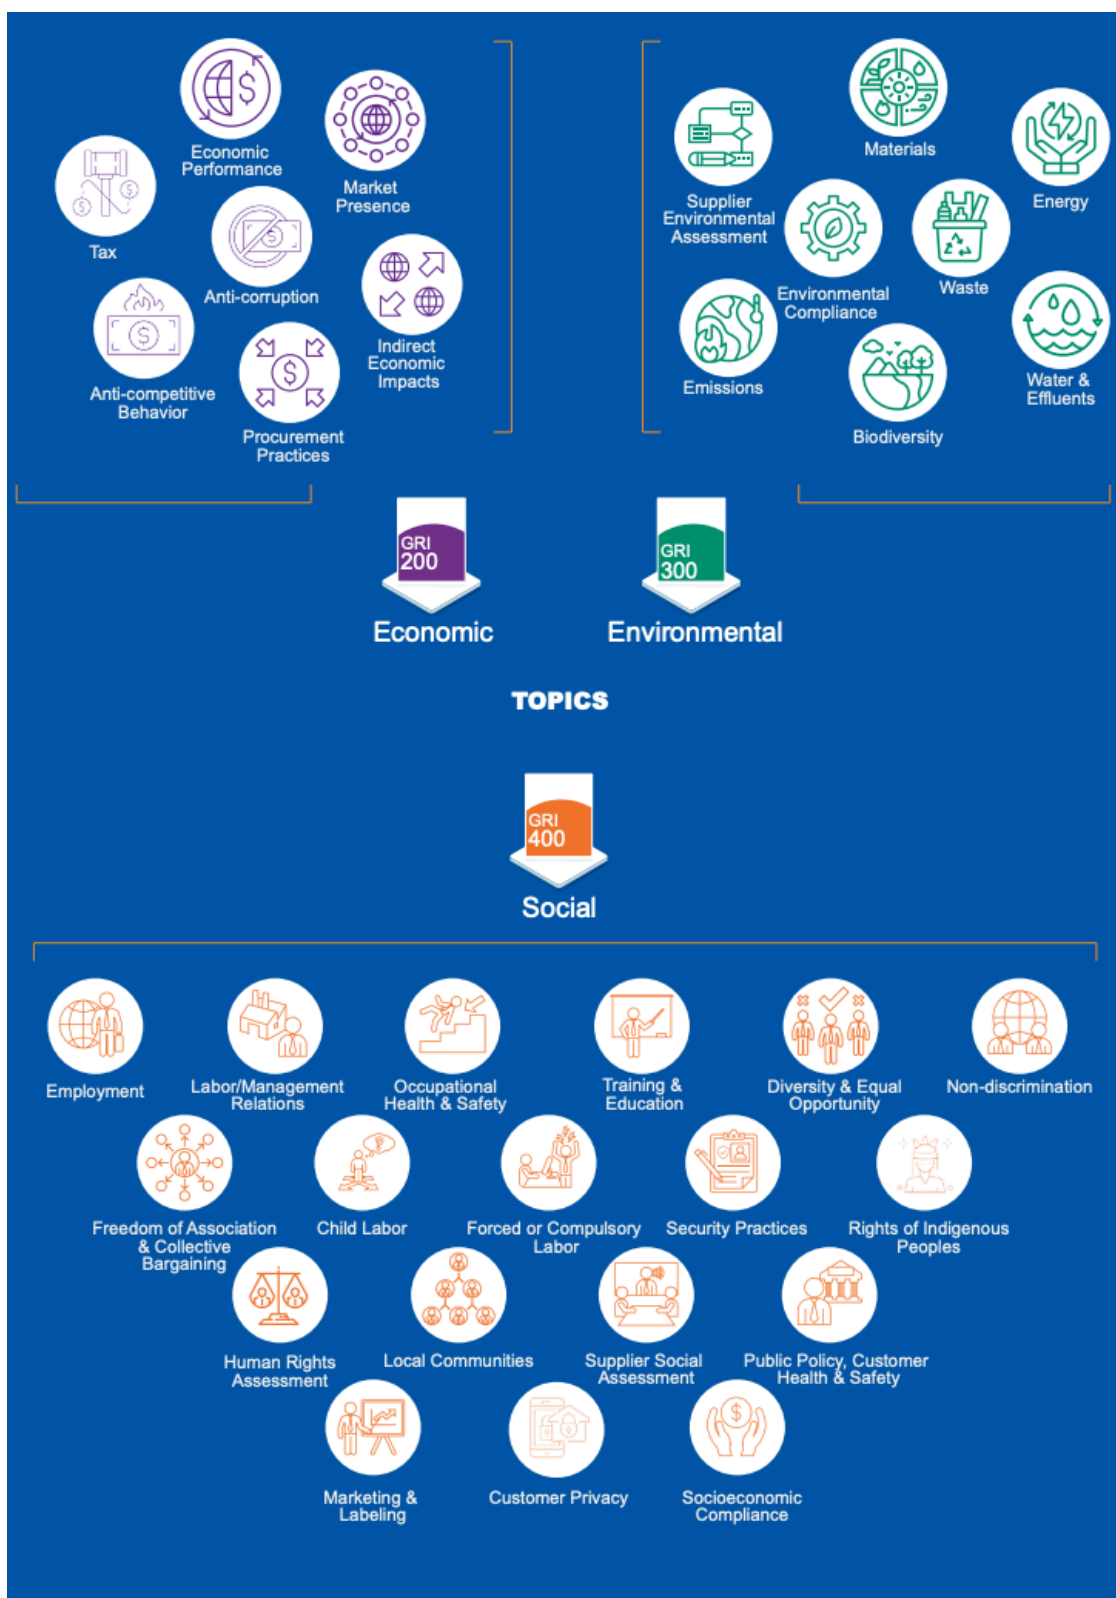 Economic
Performance
Market
Presence
Tax
Anti-corruption
Indirect
Economic
Impacts
Anti-competitive
Behavior
Procurement
Practices
Materials
Supplier
Environmental
Assessment
Energy
Environmental
Compliance
Waste
Emissions
Water &
Effluents
Biodiversity
GRI
200
Economic
GRI
300
Environmental
TOPICS
GRI
400
Social
Employment
Labor/Management
Relations
Occupational
Health & Safety
Training &
Education
Diversity & Equal
Opportunity
Non-discrimination
Freedom of Association
& Collective
Bargaining
Child Labor
Forced or Compulsory
Labor
Security Practices
Rights of Indigenous
Peoples
Human Rights
Assessment
Local Communities
Supplier Social
Assessment
Public Policy, Customer
Health & Safety
Marketing &
Labeling
Customer Privacy
Socioeconomic
Compliance